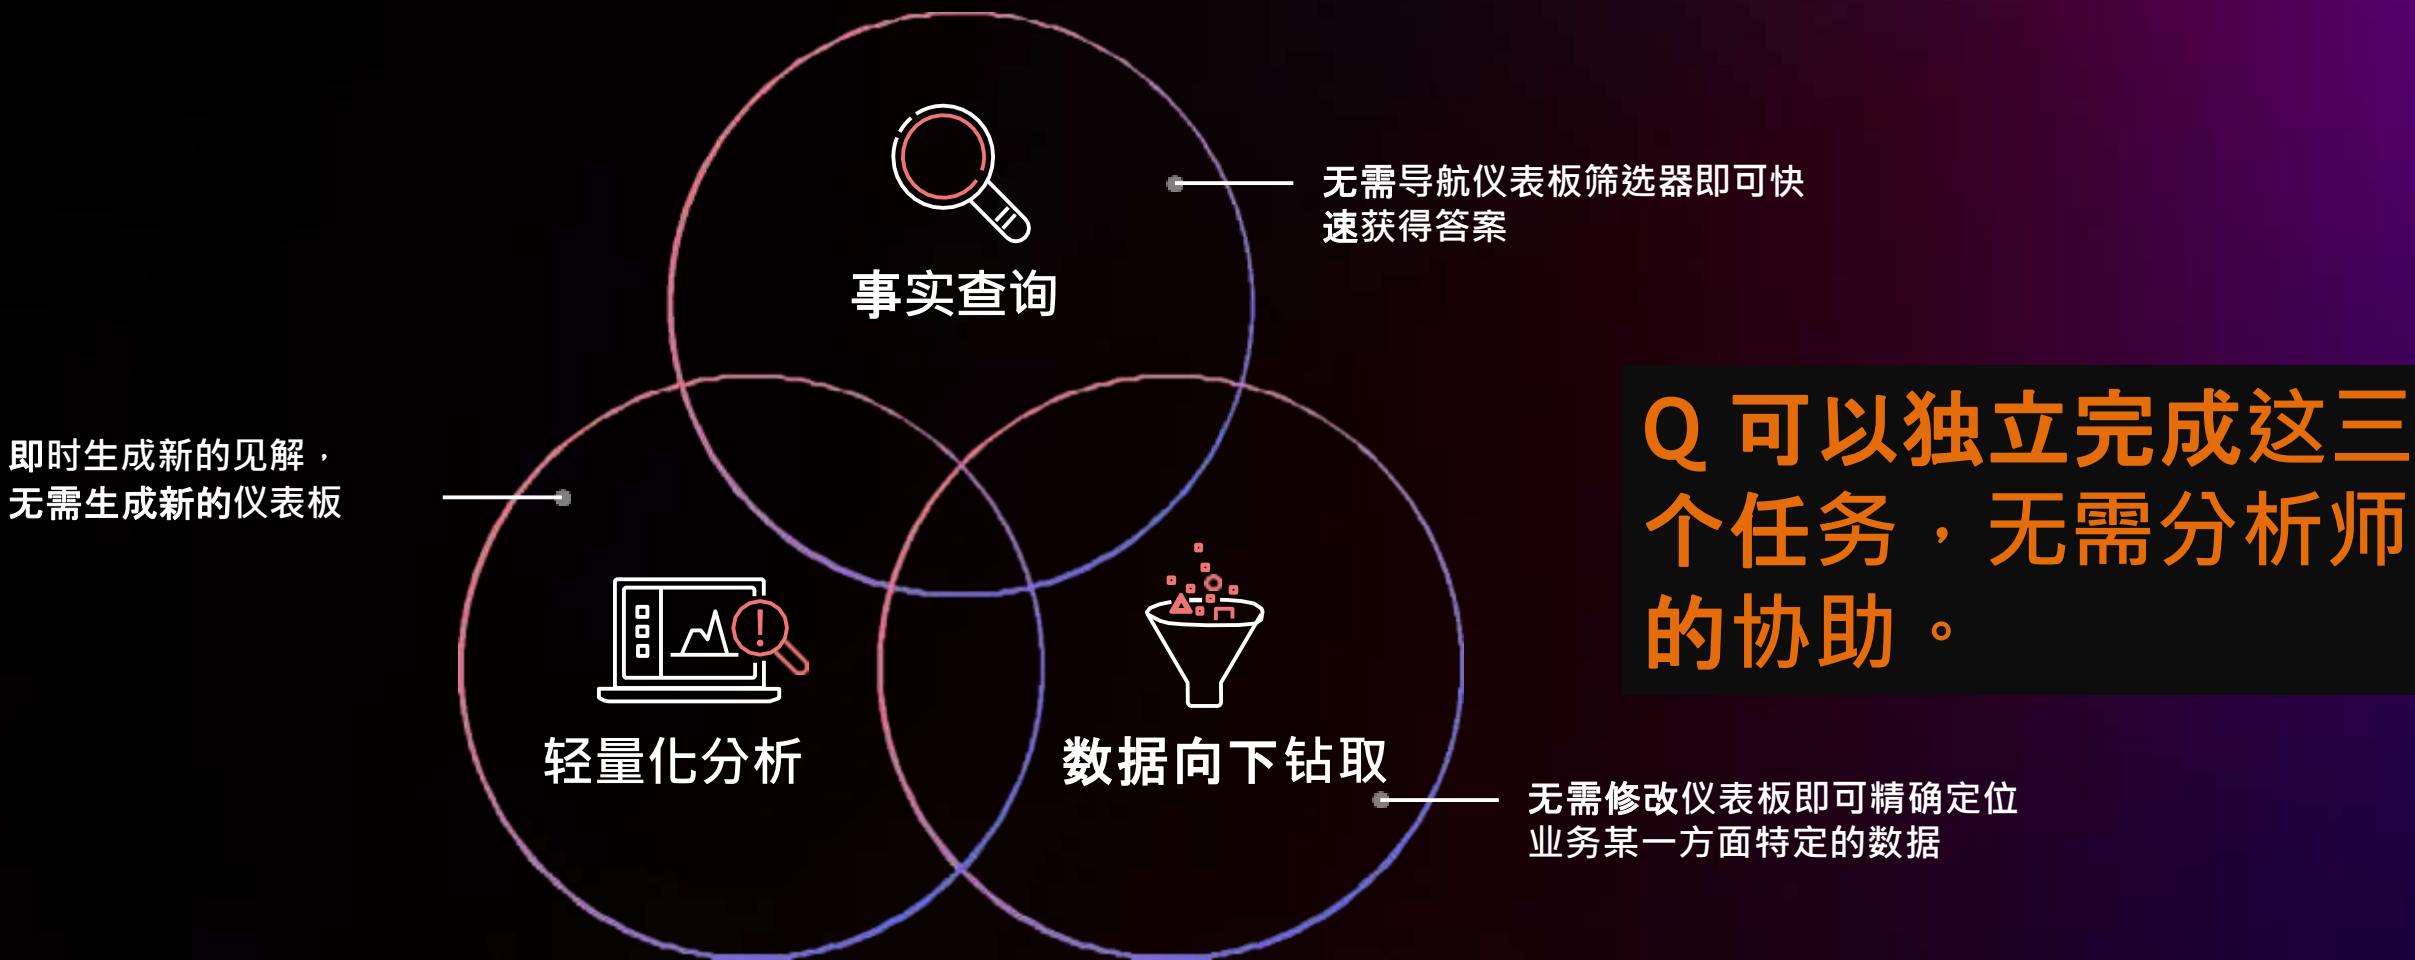 事实查询
无需导航仪表板筛选器即可快
速获得答案
即时生成新的见解，
无需生成新的仪表板
Q 可以独立完成这三
个任务，无需分析师
的协助。
轻量化分析
数据向下钻取
无需修改仪表板即可精确定位
业务某一方面特定的数据